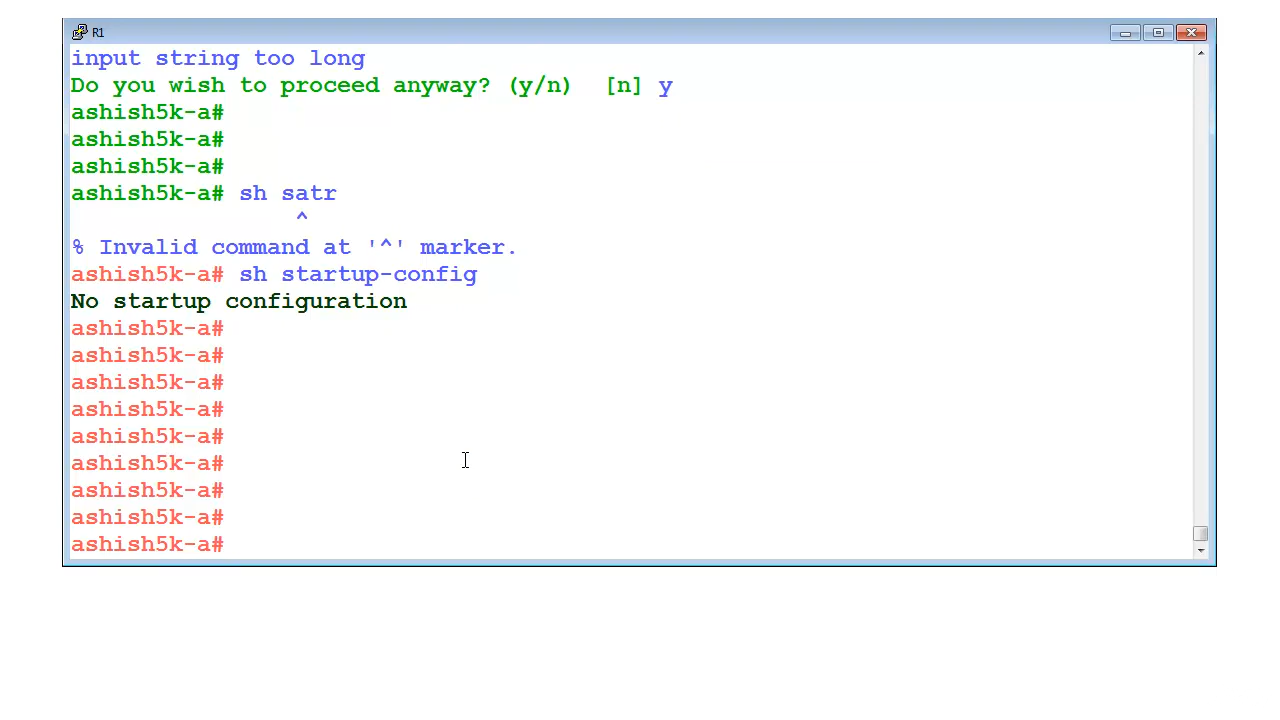 R1
input string too long
Do you wish to proceed anyway? (y/n)  [n] y
ashish5k-a#
ashish5k-a#
ashish5k-a#
ashish5k-a# sh satr
^
% Invalid command at '^' marker.
ashish5k-a# sh startup-config
No startup configuration
ashish5k-a#
ashish5k-a#
ashish5k-a#
ashish5k-a#
ashish5k-a#
ashish5k-a#
ashish5k-a#
ashish5k-a#
ashish5k-a#